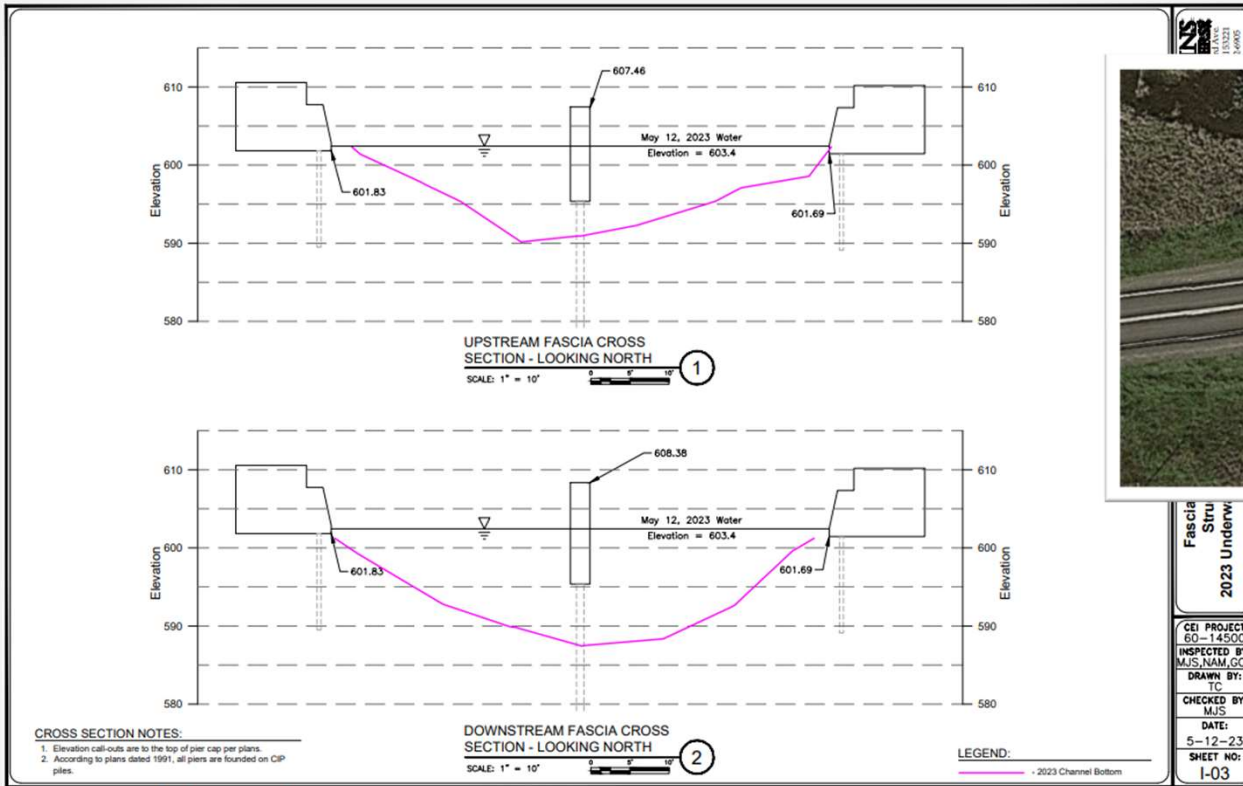 610
600
590
580
Elevation
607.46
May 12, 2023 Water
Elevation = 603.4
601.83
601.69
610
600
590
580
Elevation
UPSTREAM FASCIA CROSS
SECTION - LOOKING NORTH
SCALE: 1" = 10'
0 5' 10'
1
610
600
590
580
Elevation
608.38
May 12, 2023 Water
Elevation = 603.4
601.83
601.69
610
600
590
580
Elevation
DOWNSTREAM FASCIA CROSS
SECTION - LOOKING NORTH
SCALE: 1" = 10'
0 5' 10'
2
CROSS SECTION NOTES:
1. Elevation call-outs are to the top of pier cap per plans.
2. According to plans dated 1991, all piers are founded on CIP
piles.
LEGEND:
- 2023 Channel Bottom
Fascia
Stru
2023 Underwa
CEI PROJECT
60-14500
INSPECTED BY:
MJS,NAM,GC
DRAWN BY:
TC
CHECKED BY:
MJS
DATE:
5-12-23
SHEET NO:
I-03